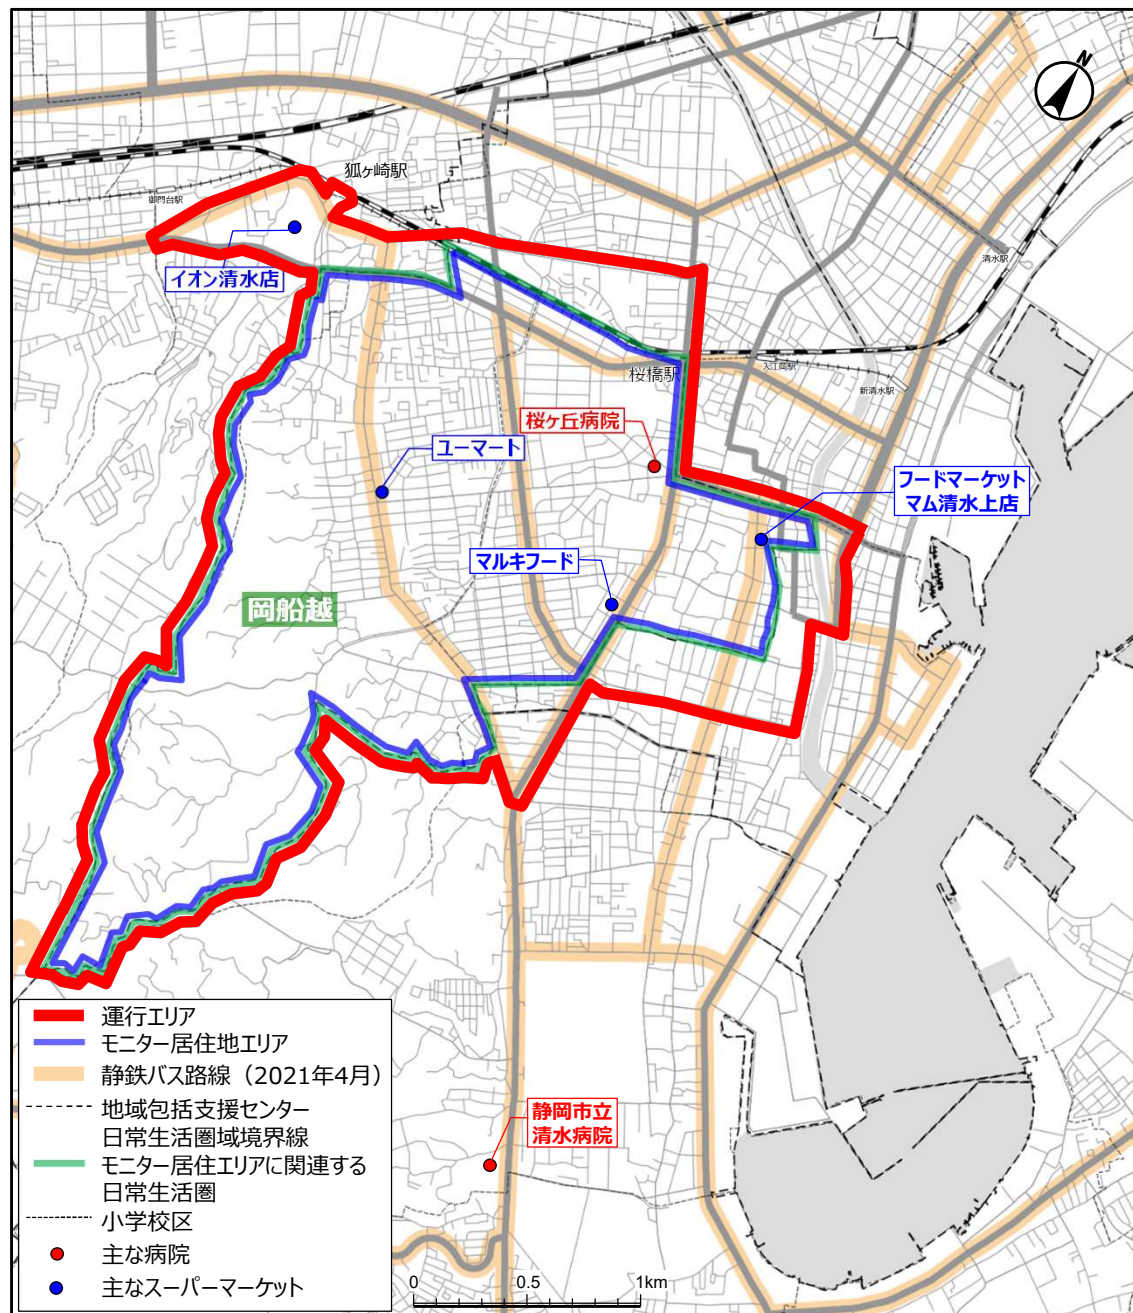 N
狐ヶ崎駅
御門台駅
イオン清水店
清水駅
桜橋駅
入江岡駅
新清水駅
桜ヶ丘病院
ユーマート
フードマーケット
マム清水上店
マルキフード
岡船越
運行エリア
モニター居住地エリア
静鉄バス路線（2021年4月）
地域包括支援センター
日常生活圏域境界線
モニター居住エリアに関連する
日常生活圏
小学校区
主な病院
主なスーパーマーケット
静岡市立
清水病院
0 0.5 1km